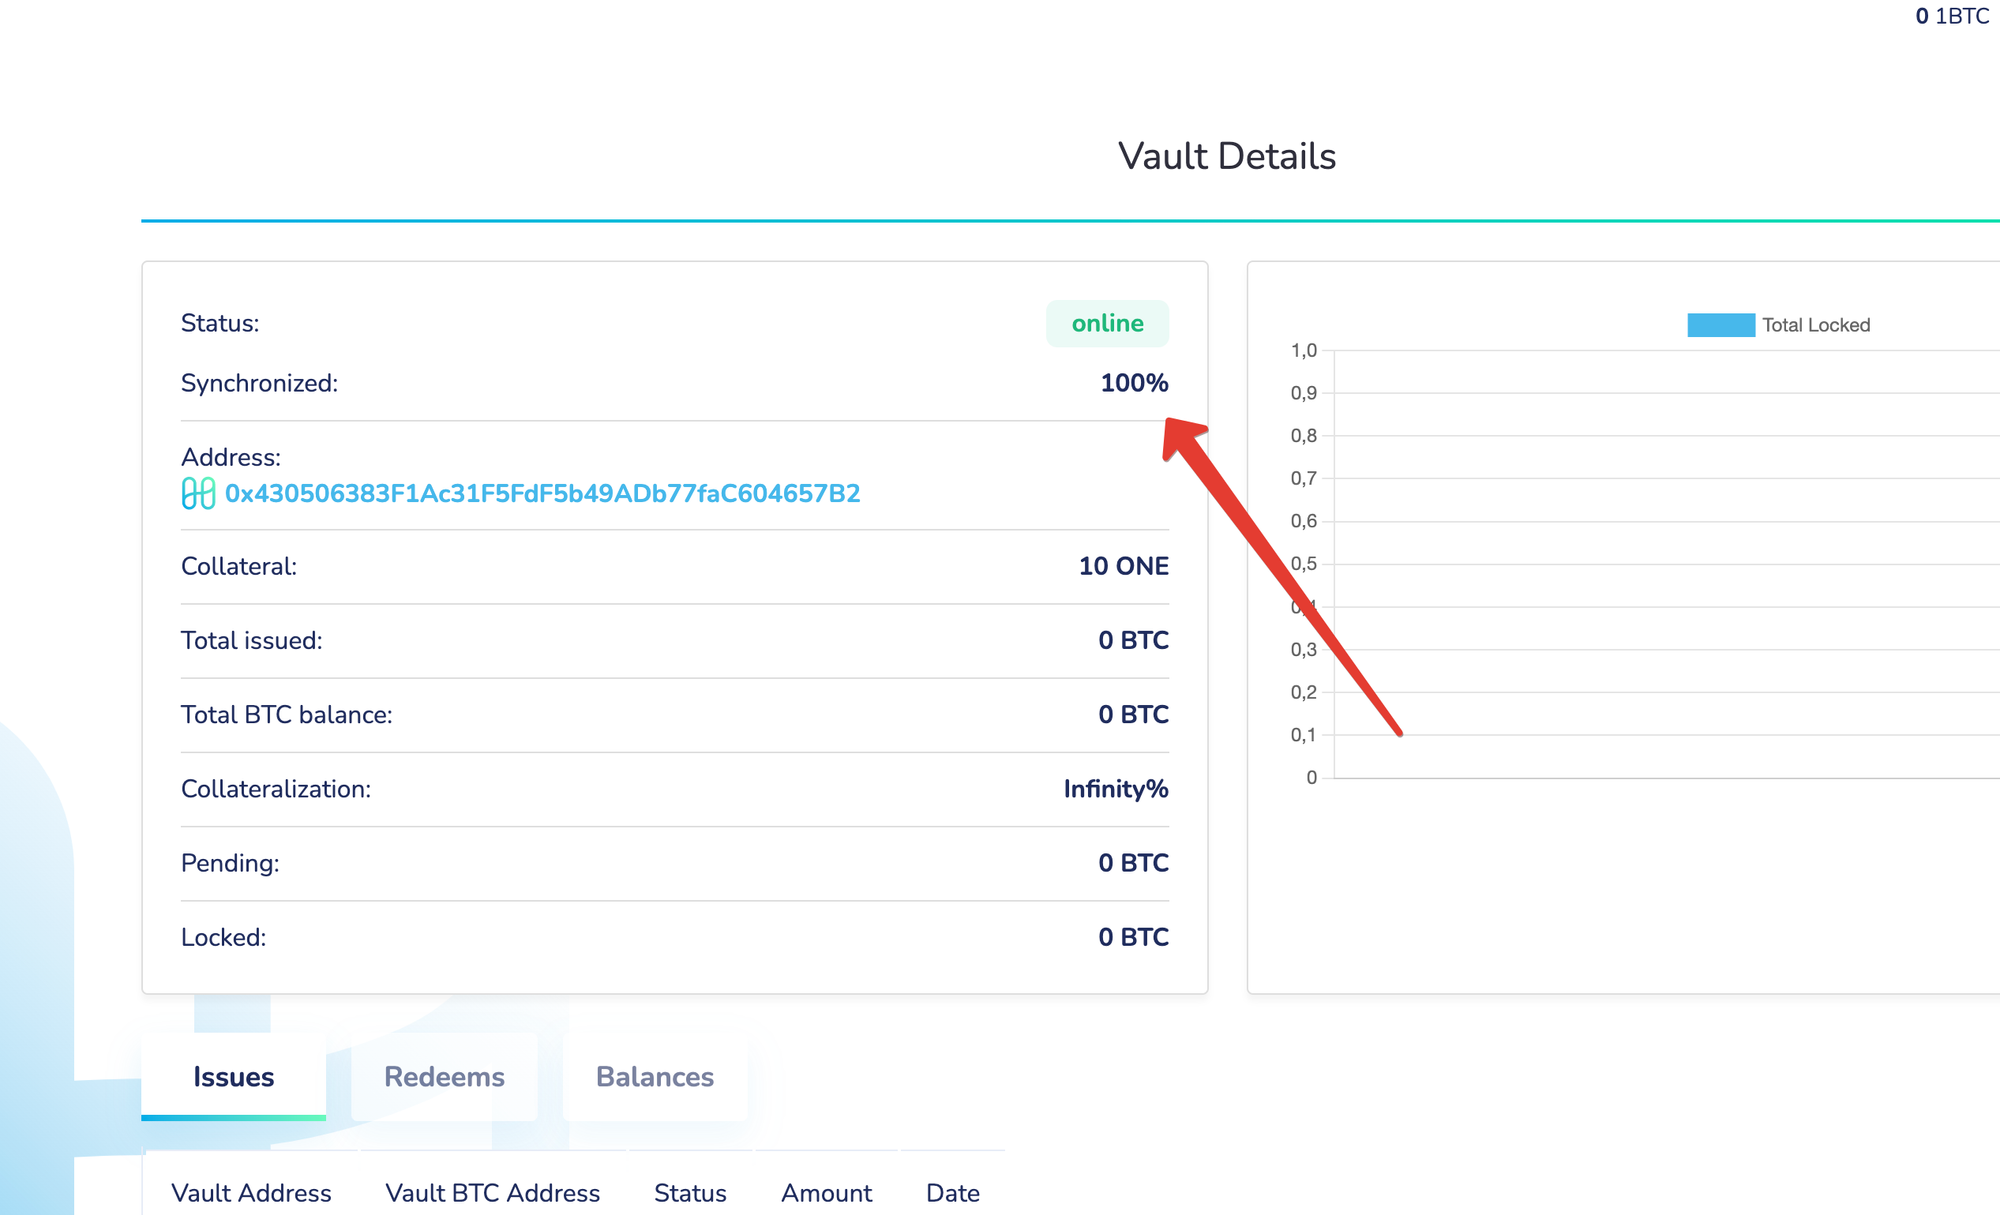 0 1BTC
Vault Details
Status: online
Synchronized: 100%
Address:
0x430506383F1Ac31F5FdF5b49ADb77faC604657B2
Collateral: 10 ONE
Total issued: 0 BTC
Total BTC balance: 0 BTC
Collateralization: Infinity%
Pending: 0 BTC
Locked: 0 BTC
Total Locked
1,0
0,9
0,8
0,7
0,6
0,5
0,4
0,3
0,2
0,1
0
Issues Redeems Balances
Vault Address Vault BTC Address Status Amount Date